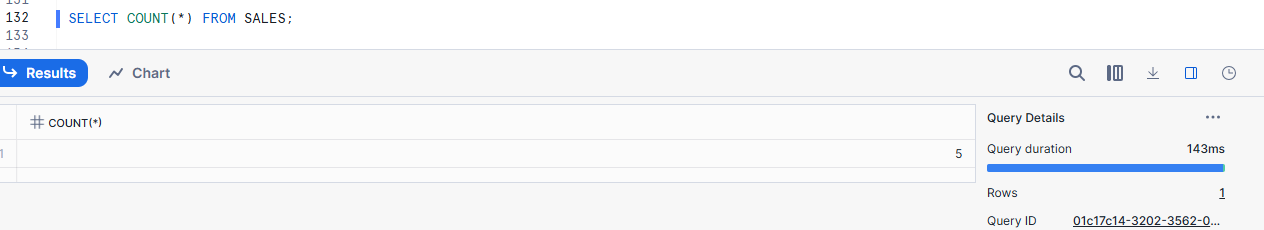 132 SELECT COUNT(*) FROM SALES;
133
Results Chart
COUNT(*)
1 5
Query Details ...
Query duration 143ms
Rows 1
Query ID 01c17c14-3202-3562-0...